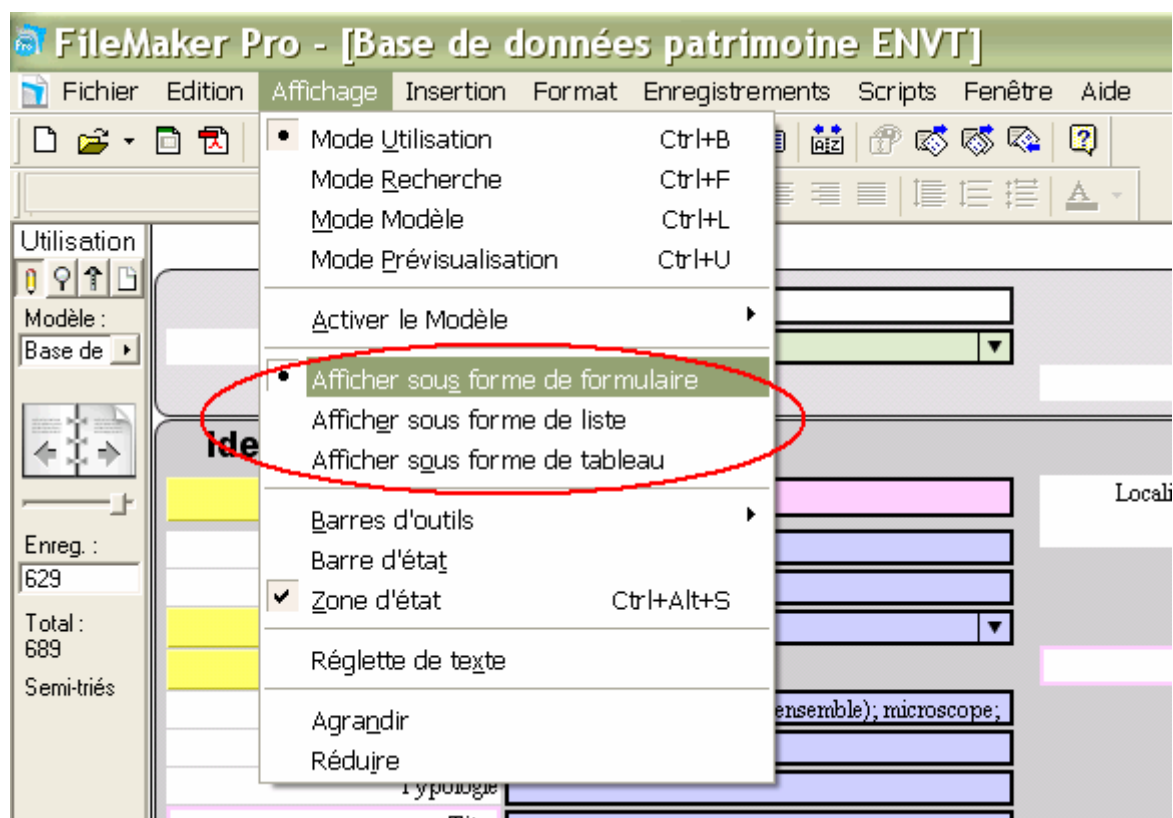 FileMaker Pro - [Base de données patrimoine ENVT]
Fichier Edition Affichage Insertion Format Enregistrements Scripts Fenêtre Aide
Mode Utilisation Ctrl+B
Mode Recherche Ctrl+F
Mode Modèle Ctrl+L
Mode Prévisualisation Ctrl+U
Activer le Modèle
Afficher sous forme de formulaire
Afficher sous forme de liste
Afficher sous forme de tableau
Barres d'outils
Barre d'état
Zone d'état Ctrl+Alt+S
Réglette de texte
Agrandir
Réduire
Utilisation
Modèle :
Base de
Enreg. :
629
Total :
689
Semi-triés
Ide
Locali
ensemble); microscope;
Typologie